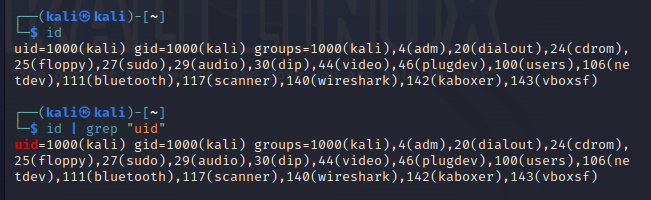 ┌──(kali㉿kali)-[~]
└─$ id
uid=1000(kali) gid=1000(kali) groups=1000(kali),4(adm),20(dialout),24(cdrom),
25(floppy),27(sudo),29(audio),30(dip),44(video),46(plugdev),100(users),106(ne
tdev),111(bluetooth),117(scanner),140(wireshark),142(kaboxer),143(vboxsf)
┌──(kali㉿kali)-[~]
└─$ id | grep "uid"
uid=1000(kali) gid=1000(kali) groups=1000(kali),4(adm),20(dialout),24(cdrom),
25(floppy),27(sudo),29(audio),30(dip),44(video),46(plugdev),100(users),106(ne
tdev),111(bluetooth),117(scanner),140(wireshark),142(kaboxer),143(vboxsf)